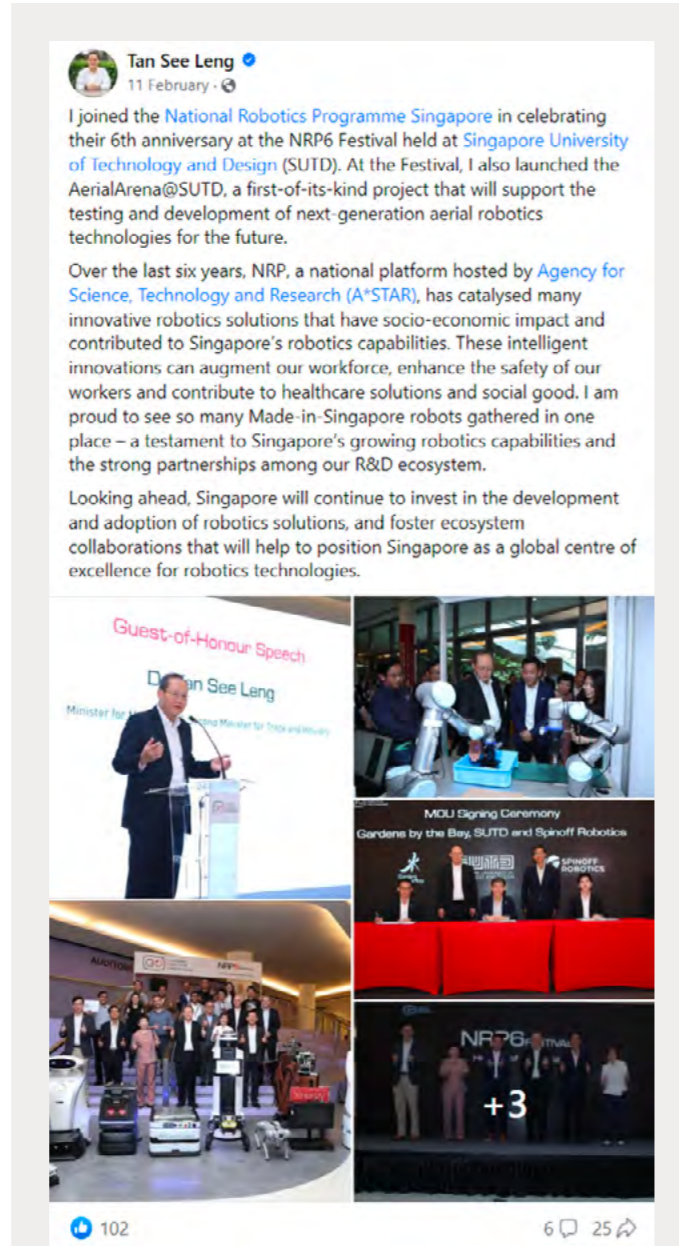 Tan See Leng
11 February ·
I joined the National Robotics Programme Singapore in celebrating
their 6th anniversary at the NRP6 Festival held at Singapore University
of Technology and Design (SUTD). At the Festival, I also launched the
AerialArena@SUTD, a first-of-its-kind project that will support the
testing and development of next-generation aerial robotics
technologies for the future.
Over the last six years, NRP, a national platform hosted by Agency for
Science, Technology and Research (A*STAR), has catalysed many
innovative robotics solutions that have socio-economic impact and
contributed to Singapore's robotics capabilities. These intelligent
innovations can augment our workforce, enhance the safety of our
workers and contribute to healthcare solutions and social good. I am
proud to see so many Made-in-Singapore robots gathered in one
place – a testament to Singapore's growing robotics capabilities and
the strong partnerships among our R&D ecosystem.
Looking ahead, Singapore will continue to invest in the development
and adoption of robotics solutions, and foster ecosystem
collaborations that will help to position Singapore as a global centre of
excellence for robotics technologies.
Guest-of-Honour Speech
an See Leng
Minister for
Minister for Trade and Industry
MOU Signing Ceremony
Gardens by the Bay, SUTD and Spinoff Robotics
SPINOFF
ROBOTICS
AUDITOR
NRP6
NRP6
+3
102
6
25